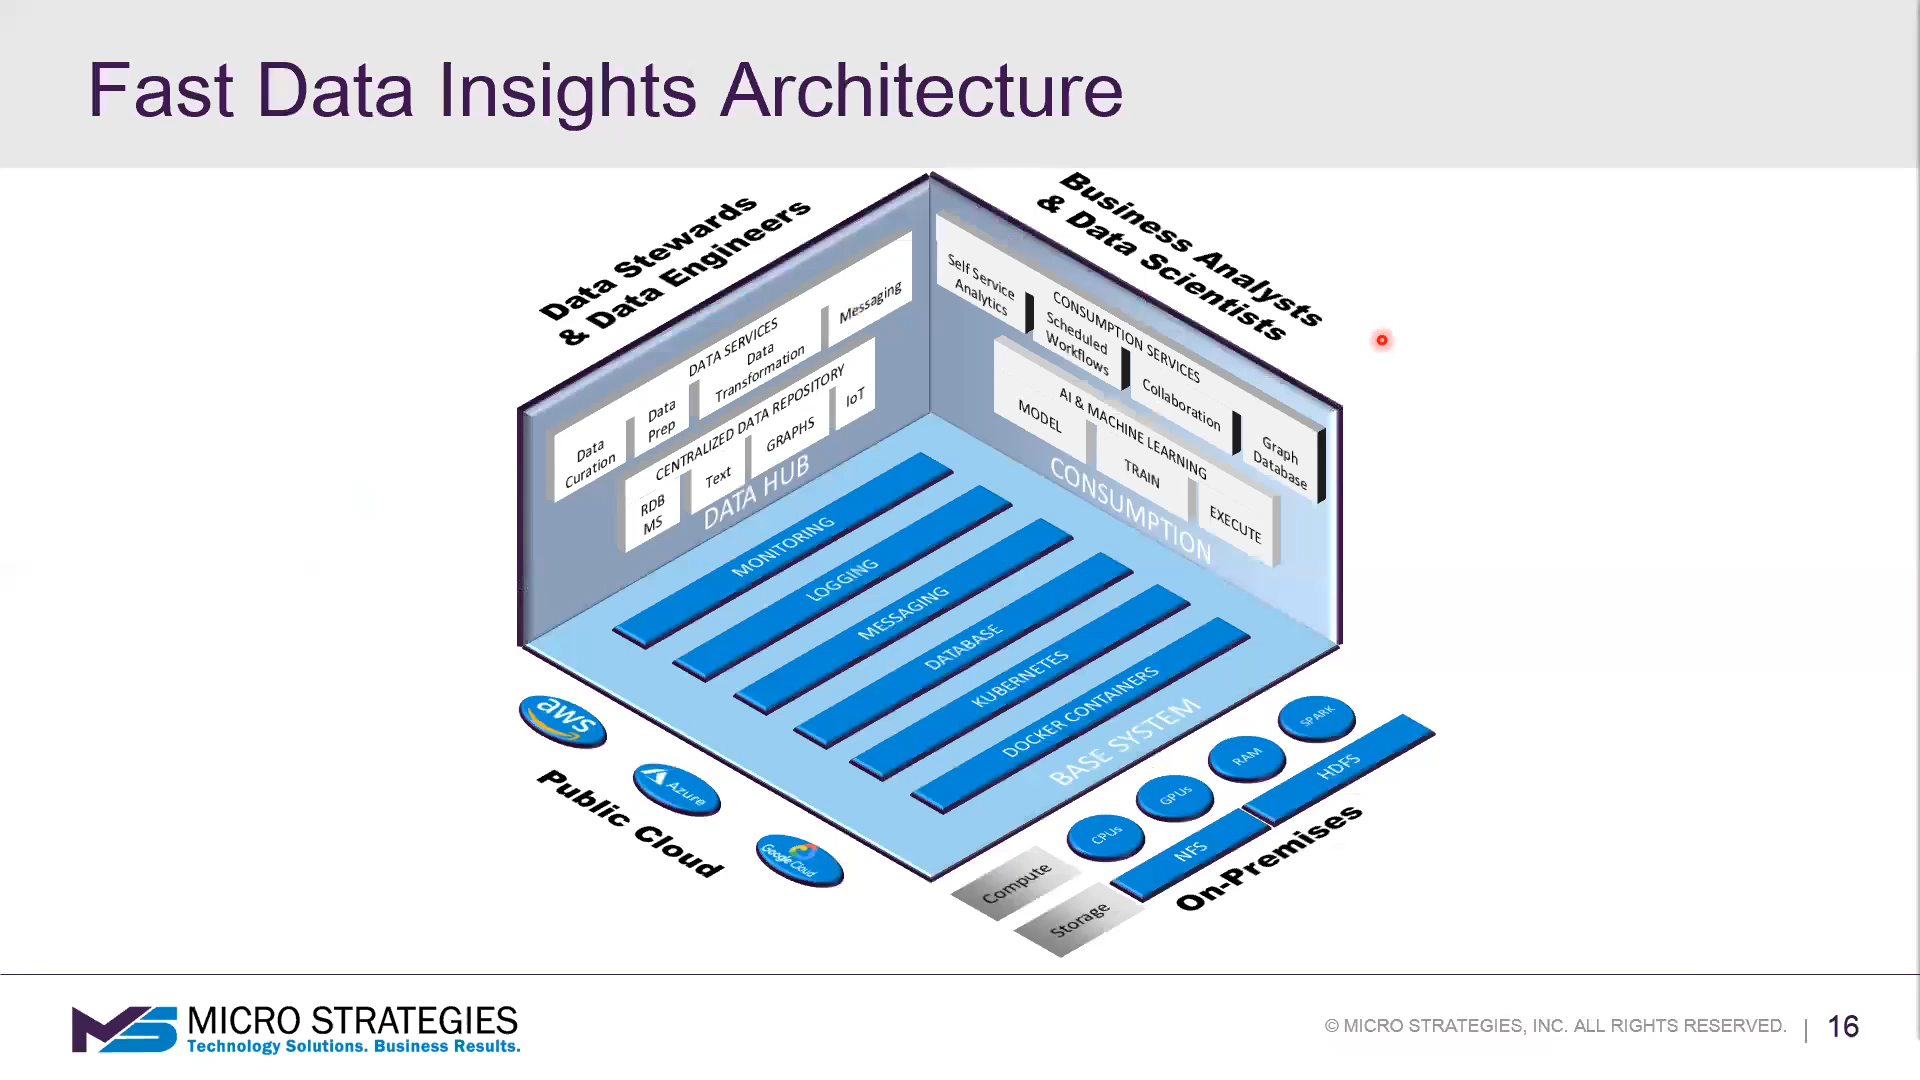 Fast Data Insights Architecture
Data Stewards
& Data Engineers
Business Analysts
& Data Scientists
DATA SERVICES
Data
Curation
Data
Prep
Data
Transformation
Messaging
CENTRALIZED DATA REPOSITORY
RDB
MS
Text
GRAPHS
IoT
DATA HUB
CONSUMPTION SERVICES
Self Service
Analytics
Scheduled
Workflows
Collaboration
Graph
Database
AI & MACHINE LEARNING
MODEL
TRAIN
EXECUTE
CONSUMPTION
MONITORING
LOGGING
MESSAGING
DATABASE
KUBERNETES
DOCKER CONTAINERS
BASE SYSTEM
aws
Azure
Google Cloud
Public Cloud
Compute
CPUs
GPUs
RAM
SPARK
Storage
NFS
HDFS
On-Premises
MS MICRO STRATEGIES
Technology Solutions. Business Results.
© MICRO STRATEGIES, INC. ALL RIGHTS RESERVED. | 16